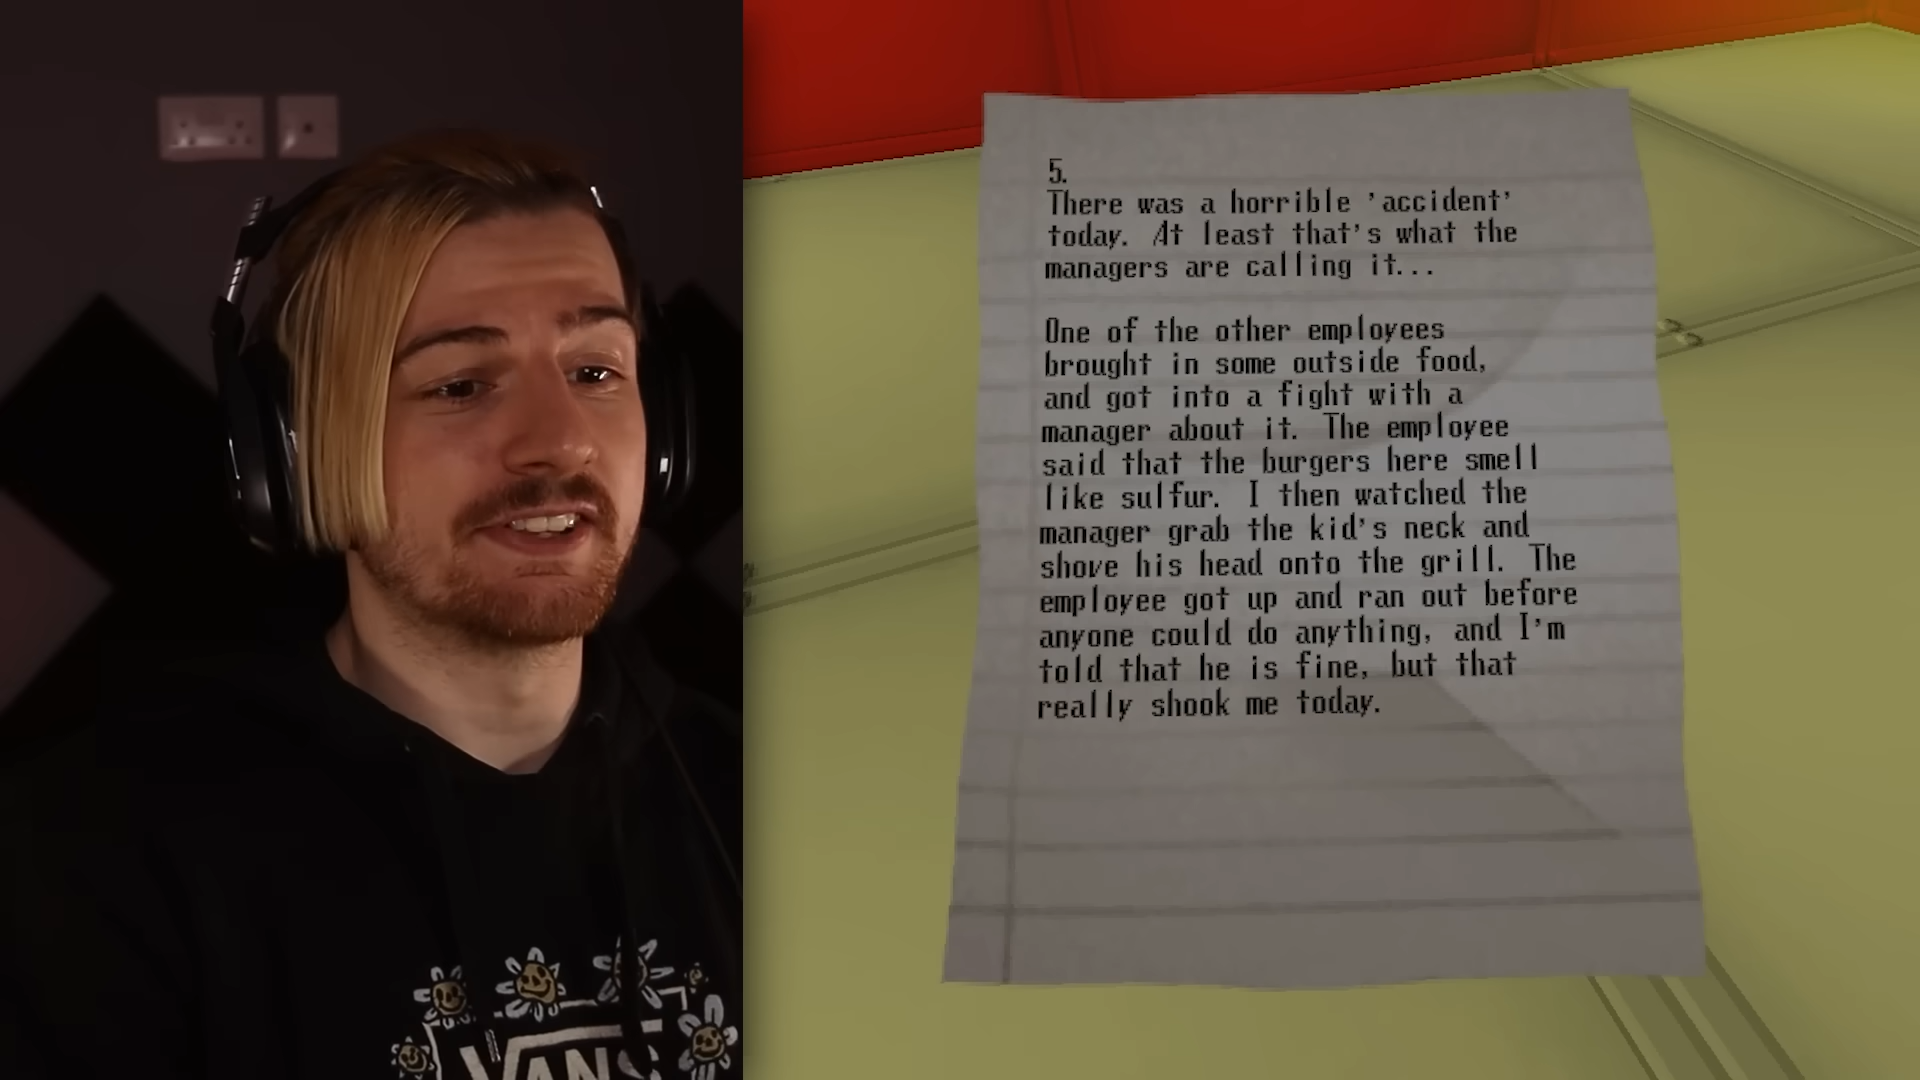 5.
There was a horrible 'accident'
today. At least that's what the
managers are calling it...
One of the other employees
brought in some outside food,
and got into a fight with a
manager about it. The employee
said that the burgers here smell
like sulfur. I then watched the
manager grab the kid's neck and
shove his head onto the grill. The
employee got up and ran out before
anyone could do anything, and I'm
told that he is fine, but that
really shook me today.
VANS